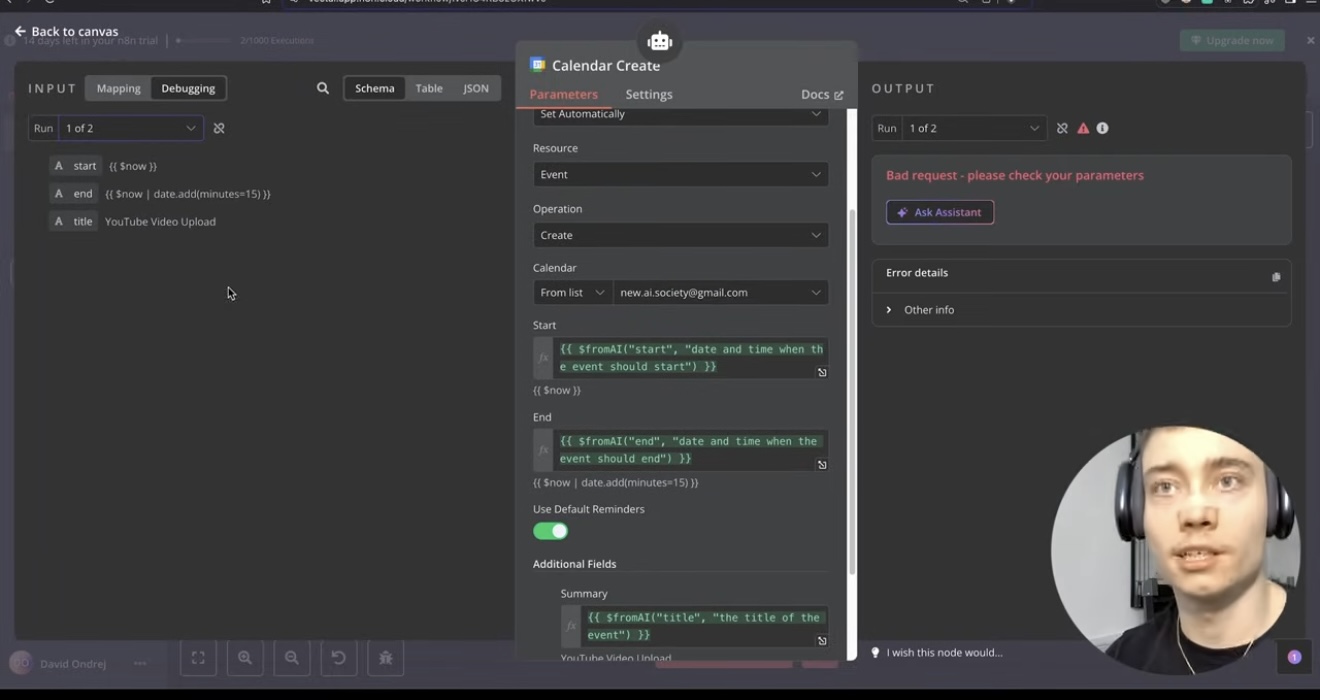 Back to canvas
14 days left in your n8n trial
2/1000 Executions
Upgrade now
INPUT
Mapping
Debugging
Schema
Table
JSON
Run
1 of 2
A start {{ $now }}
A end {{ $now | date.add(minutes=15) }}
A title YouTube Video Upload
Calendar Create
Parameters
Settings
Docs
Set Automatically
Resource
Event
Operation
Create
Calendar
From list
new.ai.society@gmail.com
Start
fx
{{ $fromAI("start", "date and time when th
e event should start") }}
{{ $now }}
End
fx
{{ $fromAI("end", "date and time when the
event should end") }}
{{ $now | date.add(minutes=15) }}
Use Default Reminders
Additional Fields
Summary
fx
{{ $fromAI("title", "the title of the
event") }}
YouTube Video Upload
OUTPUT
Run
1 of 2
Bad request - please check your parameters
Ask Assistant
Error details
Other info
I wish this node would...
1
David Ondrej